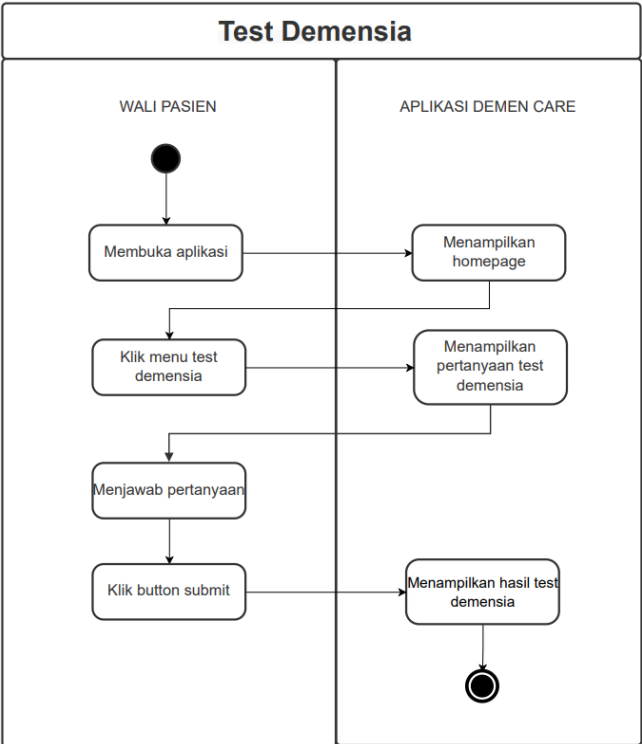 Test Demensia
WALI PASIEN
APLIKASI DEMEN CARE
Membuka aplikasi
Menampilkan
homepage
Klik menu test
demensia
Menampilkan
pertanyaan test
demensia
Menjawab pertanyaan
Klik button submit
Menampilkan hasil test
demensia